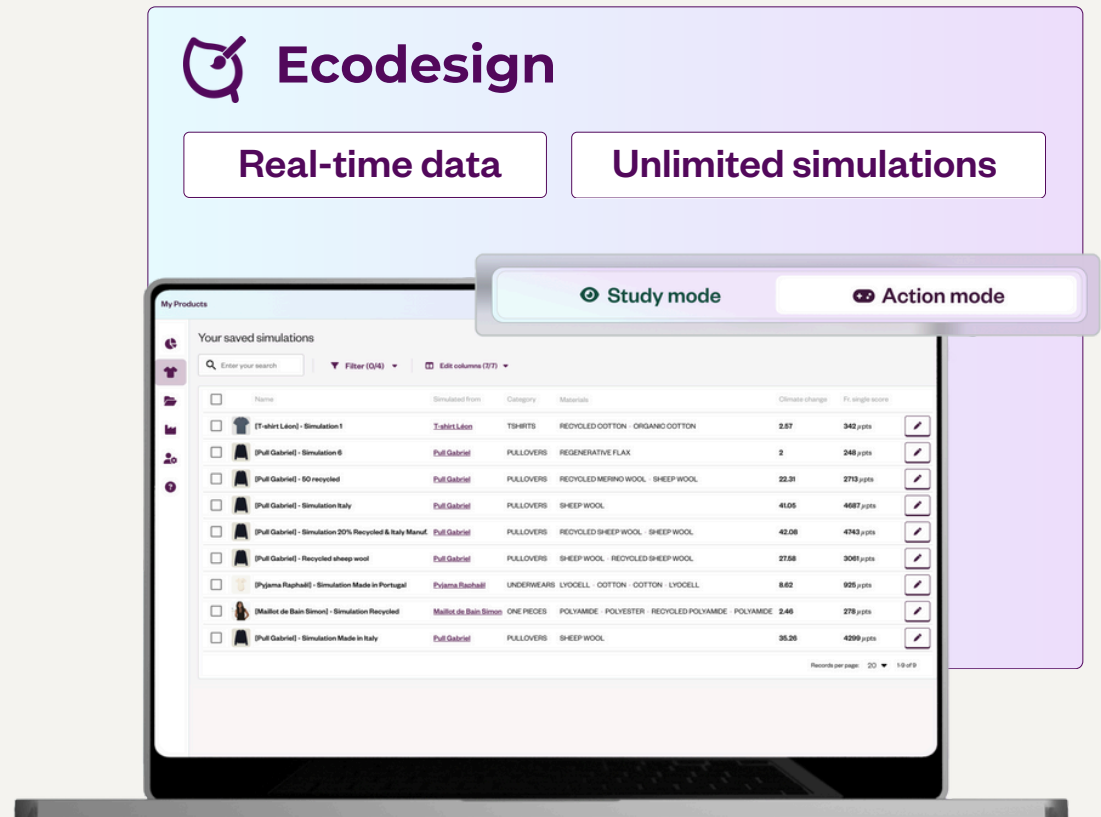 Ecodesign
Real-time data
Unlimited simulations
Study mode
Action mode
My Products
Your saved simulations
Enter your search
Filter (0/4)
Edit columns (7/7)
Name Simulated from Category Materials Climate change Fr. single score
[T-shirt Léon] - Simulation 1 T-shirt Léon TSHIRTS RECYCLED COTTON · ORGANIC COTTON 2.57 342 µpts
[Pull Gabriel] - Simulation 6 Pull Gabriel PULLOVERS REGENERATIVE FLAX 2 248 µpts
[Pull Gabriel] - 50 recycled Pull Gabriel PULLOVERS RECYCLED MERINO WOOL · SHEEP WOOL 22.31 2713 µpts
[Pull Gabriel] - Simulation Italy Pull Gabriel PULLOVERS SHEEP WOOL 41.05 4687 µpts
[Pull Gabriel] - Simulation 20% Recycled & Italy Manuf. Pull Gabriel PULLOVERS RECYCLED SHEEP WOOL · SHEEP WOOL 42.08 4743 µpts
[Pull Gabriel] - Recycled sheep wool Pull Gabriel PULLOVERS SHEEP WOOL · RECYCLED SHEEP WOOL 27.58 3061 µpts
[Pyjama Raphaël] - Simulation Made in Portugal Pyjama Raphaël UNDERWEARS LYOCELL · COTTON · COTTON · LYOCELL 8.62 925 µpts
[Maillot de Bain Simon] - Simulation Recycled Maillot de Bain Simon ONE PIECES POLYAMIDE · POLYESTER · RECYCLED POLYAMIDE · POLYAMIDE 2.46 278 µpts
[Pull Gabriel] - Simulation Made in Italy Pull Gabriel PULLOVERS SHEEP WOOL 35.26 4299 µpts
Records per page: 20 1-9 of 9